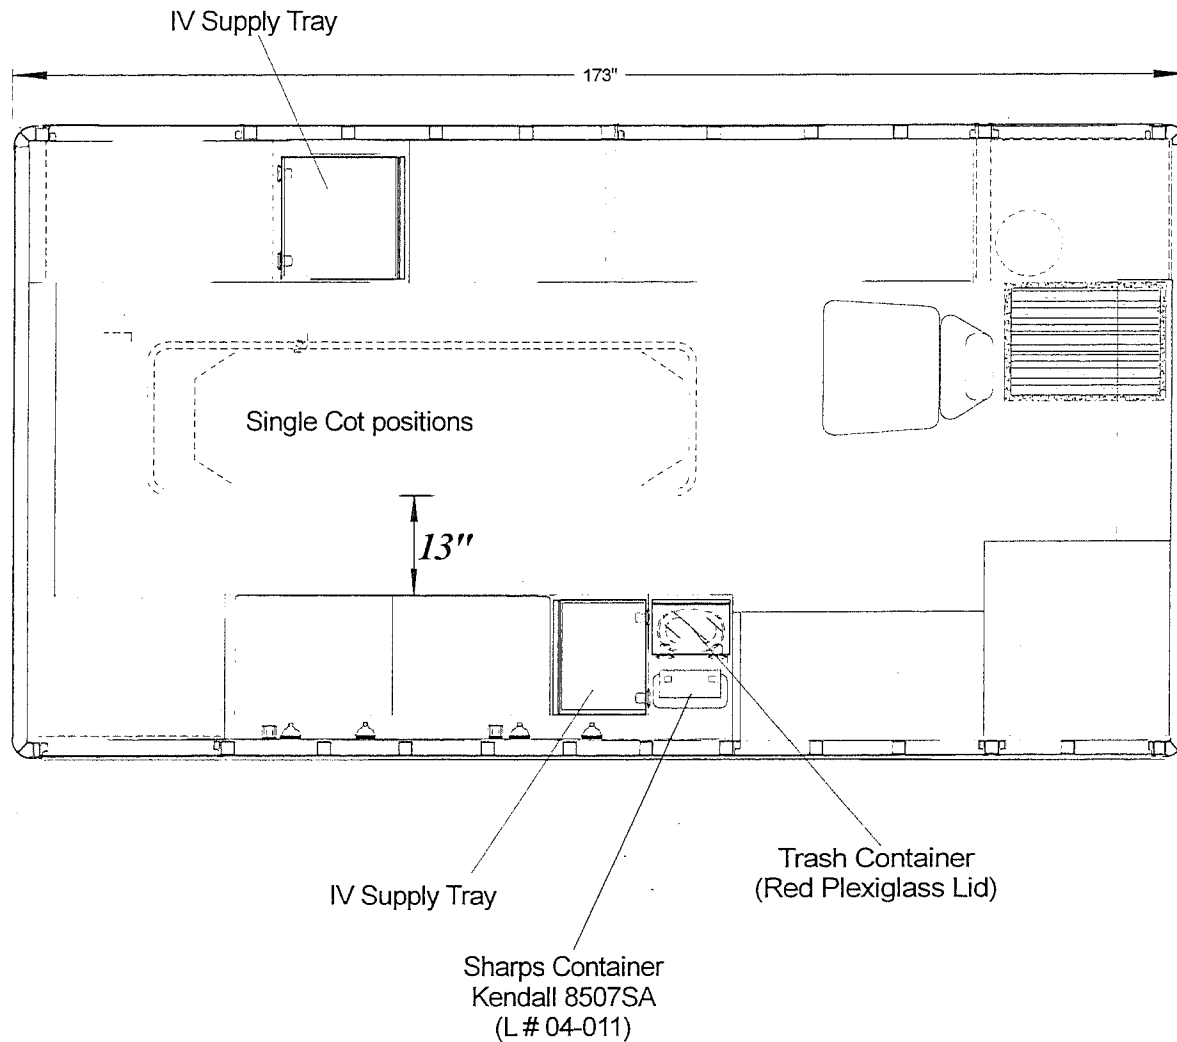 IV Supply Tray
173"
Single Cot positions
13"
IV Supply Tray
Trash Container
(Red Plexiglass Lid)
Sharps Container
Kendall 8507SA
(L # 04-011)